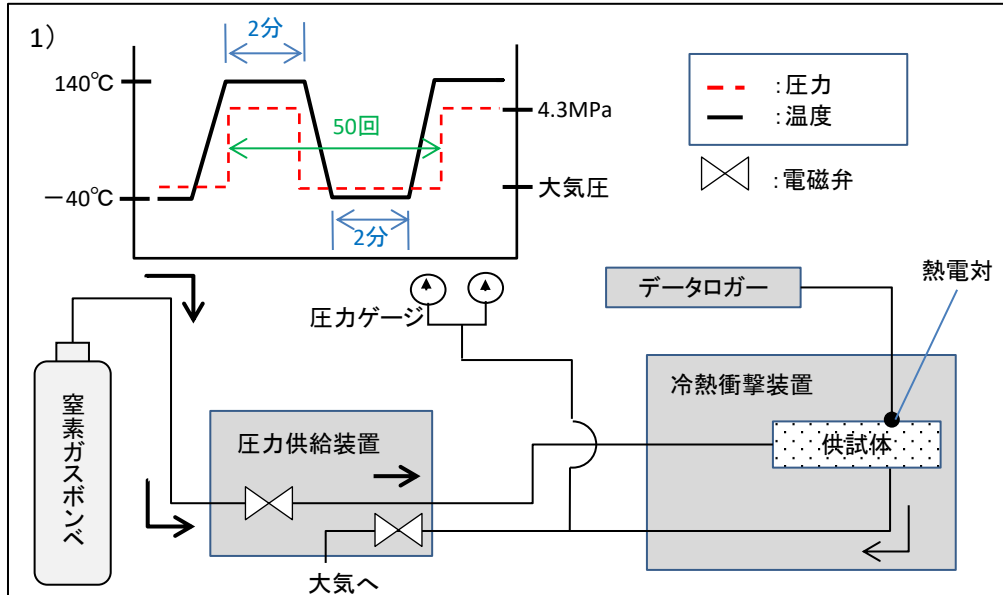 1）
2分
140℃
50回
4.3MPa
大気圧
－40℃
2分
：圧力
：温度
：電磁弁
熱電対
データロガー
圧力ゲージ
冷熱衝撃装置
供試体
窒素ガスボンベ
圧力供給装置
大気へ